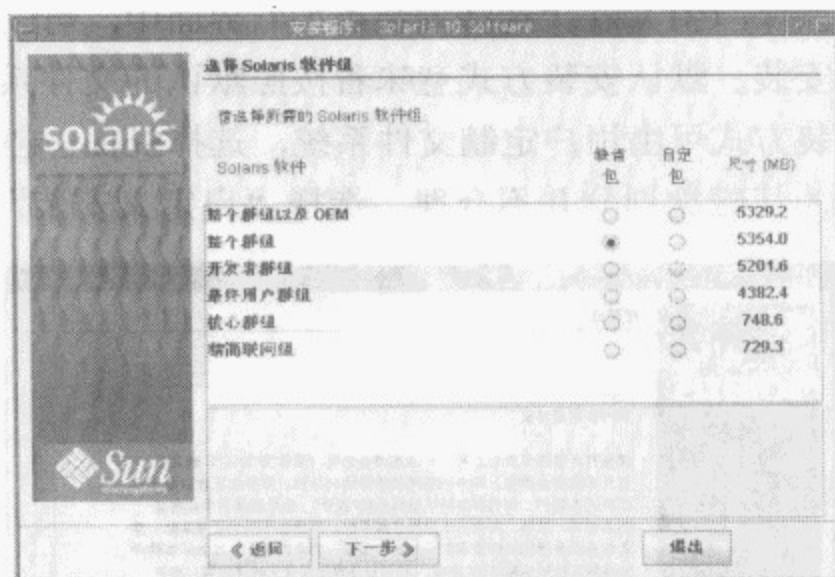 安装程序: Solaris 10 Software
选择 Solaris 软件组
solaris
请选择所需的 Solaris 软件组.
Solaris 软件 缺省包 自定包 尺寸 (MB)
整个群组以及 OEM 5329.2
整个群组 5354.0
开发者群组 5201.6
最终用户群组 4382.4
核心群组 748.6
精简联网组 729.3
Sun
返回 下一步 退出